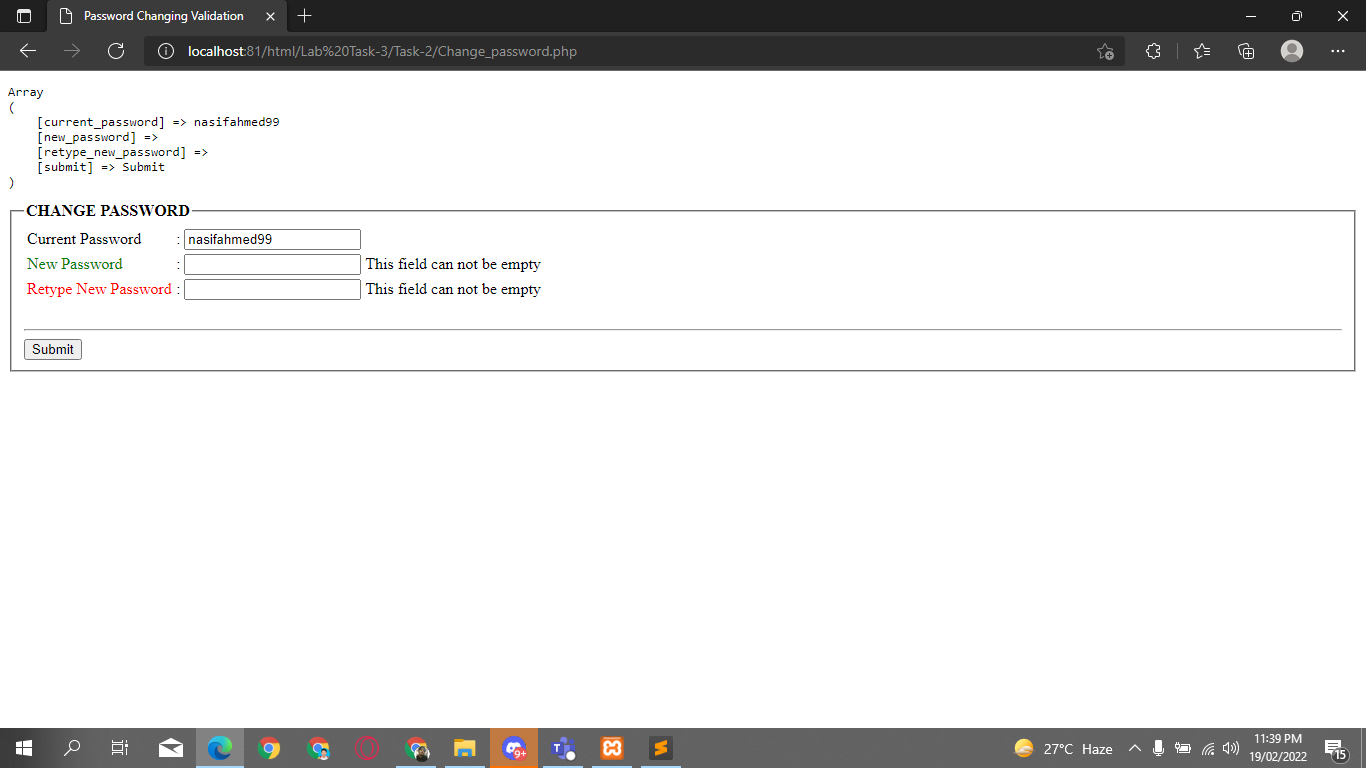 Password Changing Validation
localhost:81/html/Lab%20Task-3/Task-2/Change_password.php
Array
(
[current_password] => nasifahmed99
[new_password] =>
[retype_new_password] =>
[submit] => Submit
)
CHANGE PASSWORD
Current Password : nasifahmed99
New Password : This field can not be empty
Retype New Password : This field can not be empty
Submit
9+
27°C Haze
11:39 PM
19/02/2022
15